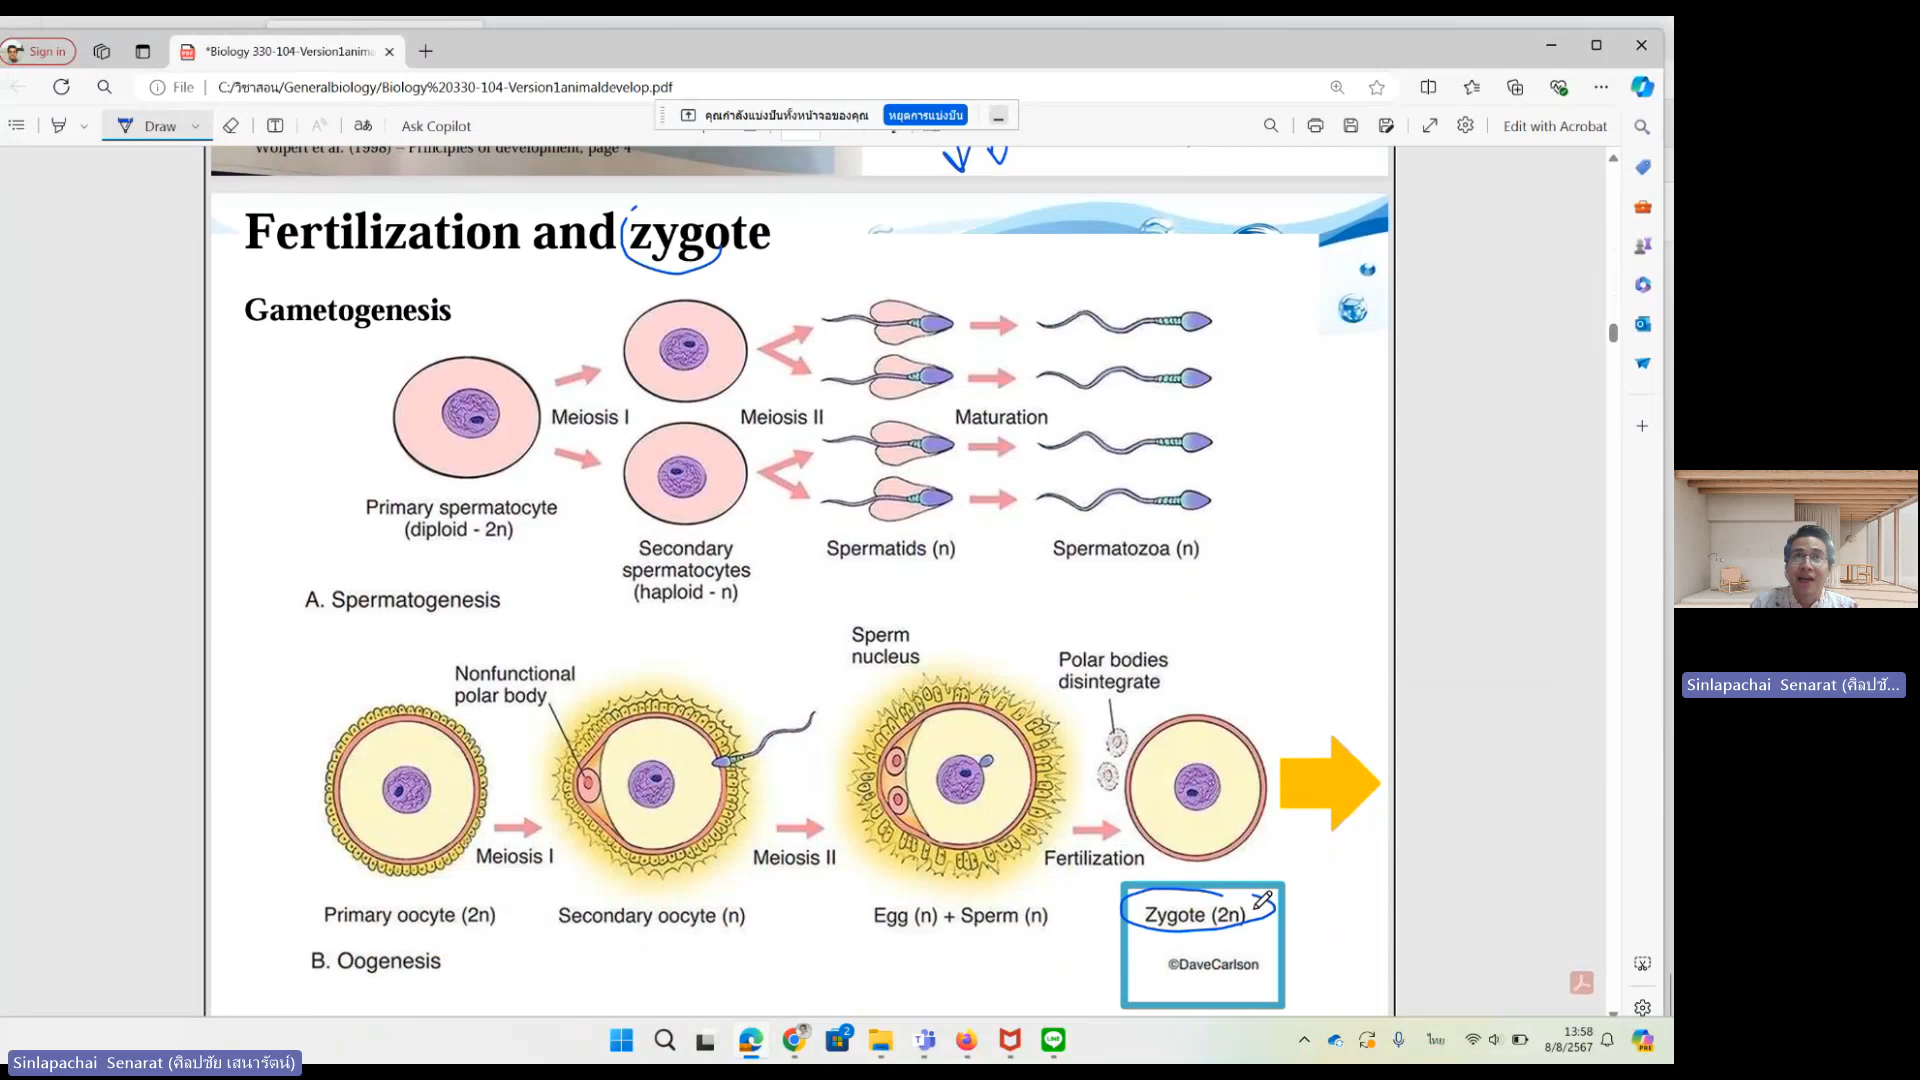 Sign in
*Biology 330-104-Version1anima
File
C:/วิชาสอน/Generalbiology/Biology%20330-104-Version1animaldevelop.pdf
คุณกำลังแบ่งปันทั้งหน้าจอของคุณ
หยุดการแบ่งปัน
Draw
Ask Copilot
Edit with Acrobat
Wolpert et al. (1998) – Principles of development, page 4
Fertilization and zygote
Gametogenesis
Meiosis I
Meiosis II
Maturation
Primary spermatocyte
(diploid - 2n)
Secondary
spermatocytes
(haploid - n)
Spermatids (n)
Spermatozoa (n)
A. Spermatogenesis
Sperm
nucleus
Nonfunctional
polar body
Polar bodies
disintegrate
Meiosis I
Meiosis II
Fertilization
Primary oocyte (2n)
Secondary oocyte (n)
Egg (n) + Sperm (n)
Zygote (2n)
B. Oogenesis
©DaveCarlson
Sinlapachai Senarat (ศิลปชั...
2
LINE
ไทย
13:58
8/8/2567
PRE
Sinlapachai Senarat (ศิลปชัย เสนารัตน์)